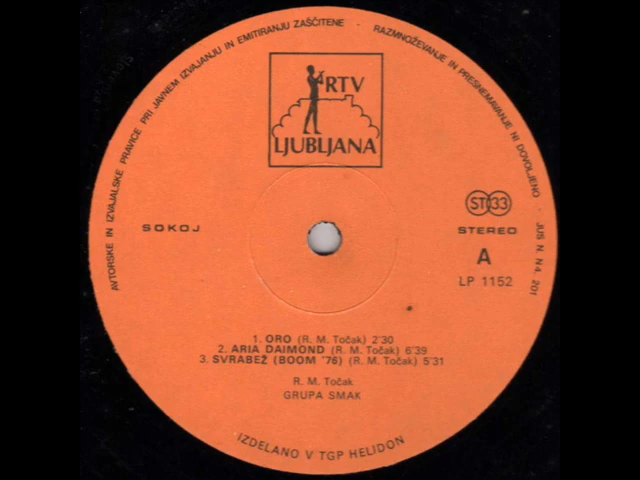 AVTORSKE IN IZVAJALSKE PRAVICE PRI JAVNEM IZVAJANJU IN EMITIRANJU ZAŠČITENE · RAZMNOŽEVANJE IN PRESNEMAVANJE NI DOVOLJENO · JUS N. N4. 201
RTV
LJUBLJANA
ST 33
SOKOJ
STEREO
A
LP 1152
1. ORO (R. M. Točak) 2'30
2. ARIA DAIMOND (R. M. Točak) 6'39
3. SVRABEŽ (BOOM '76) (R. M. Točak) 5'31
R. M. Točak
GRUPA SMAK
IZDELANO V TGP HELIDON